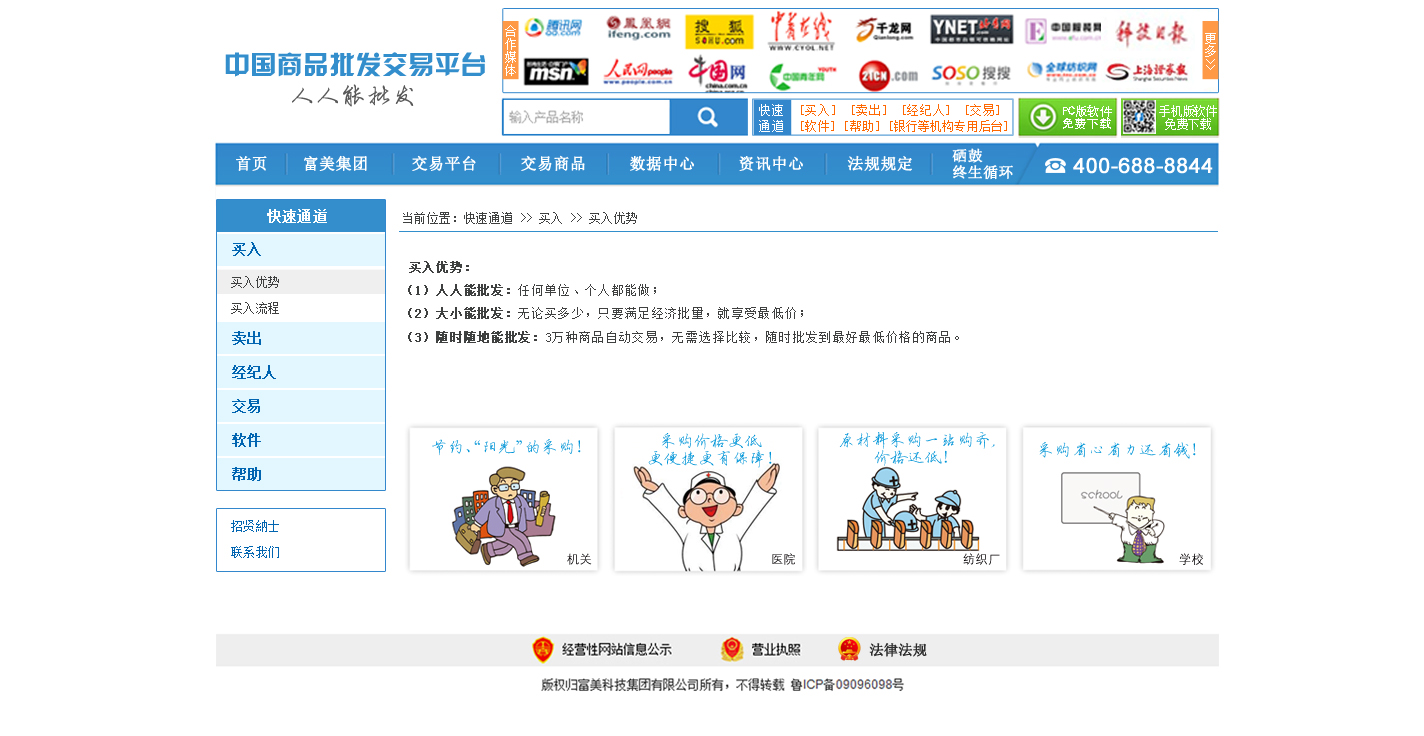 中国商品批发交易平台
人人能批发
合作媒体
腾讯网
QQ.com
鳳凰網
ifeng.com
搜狐
SOHU.com
中青在线
WWW.CYOL.NET
千龙网
Qianlong.com
YNET
.com
中国服装网
科技日报
更多>>
msn
人民网 people
www.people.com.cn
中国网
china.com.cn
中国青年网
YOUTH
21CN.com
SOSO搜搜
www.soso.com
全球纺织网
上海证券报
Shanghai Securities News
输入产品名称
快速通道
[买入] [卖出] [经纪人] [交易]
[软件] [帮助] [银行等机构专用后台]
PC版软件
免费下载
手机版软件
免费下载
首页
富美集团
交易平台
交易商品
数据中心
资讯中心
法规规定
硒鼓
终生循环
400-688-8844
快速通道
买入
买入优势
买入流程
卖出
经纪人
交易
软件
帮助
招贤納士
联系我们
当前位置：快速通道 >> 买入 >> 买入优势
买入优势：
（1）人人能批发：任何单位、个人都能做；
（2）大小能批发：无论买多少，只要满足经济批量，就享受最低价；
（3）随时随地能批发：3万种商品自动交易，无需选择比较，随时批发到最好最低价格的商品。
节约、“阳光”的采购！
机关
采购价格更低
更便捷更有保障！
医院
原材料采购一站购齐，
价格还低！
纺织厂
采购省心省力还省钱！
school
学校
经营性网站信息公示
营业执照
法律法规
版权归富美科技集团有限公司所有，不得转载 鲁ICP备09096098号